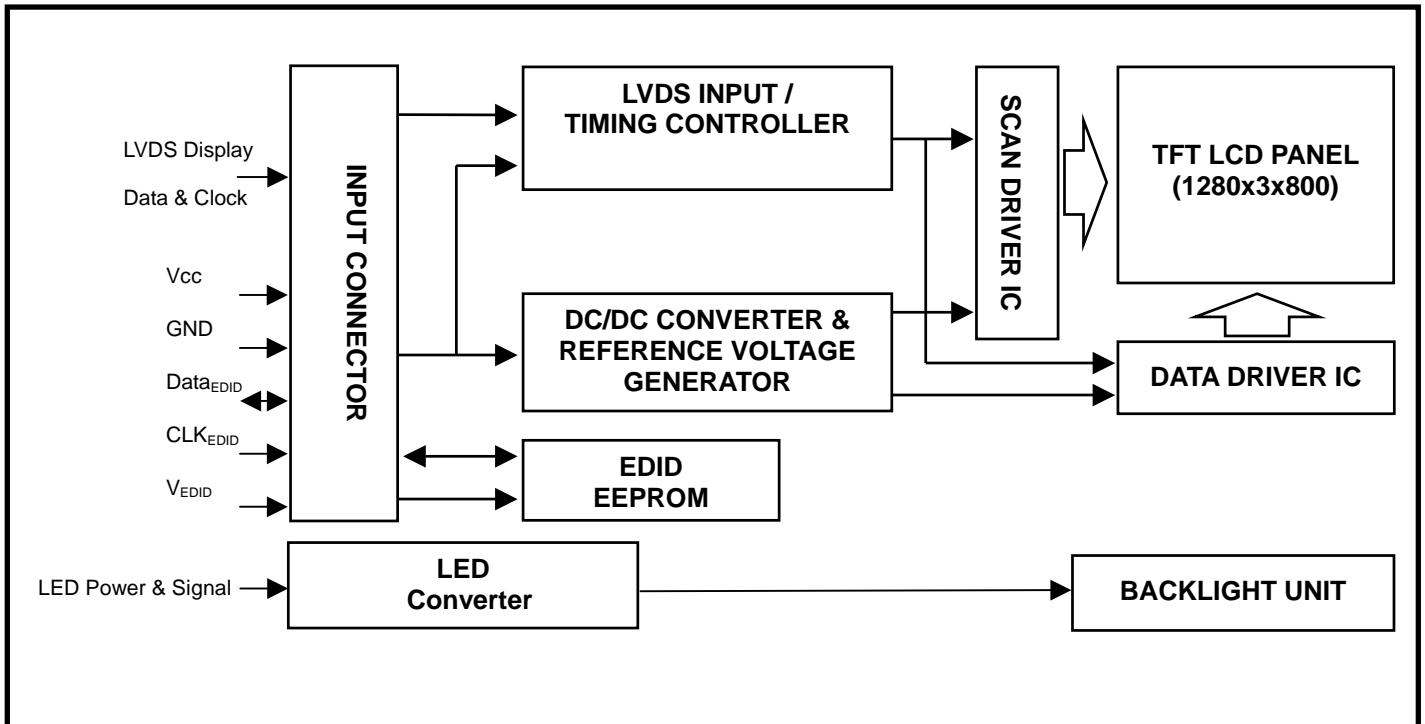 LVDS Display
Data & Clock
Vcc
GND
DataEDID
CLKEDID
VEDID
LED Power & Signal
INPUT CONNECTOR
LVDS INPUT /
TIMING CONTROLLER
DC/DC CONVERTER &
REFERENCE VOLTAGE
GENERATOR
EDID
EEPROM
LED
Converter
SCAN DRIVER IC
TFT LCD PANEL
(1280x3x800)
DATA DRIVER IC
BACKLIGHT UNIT